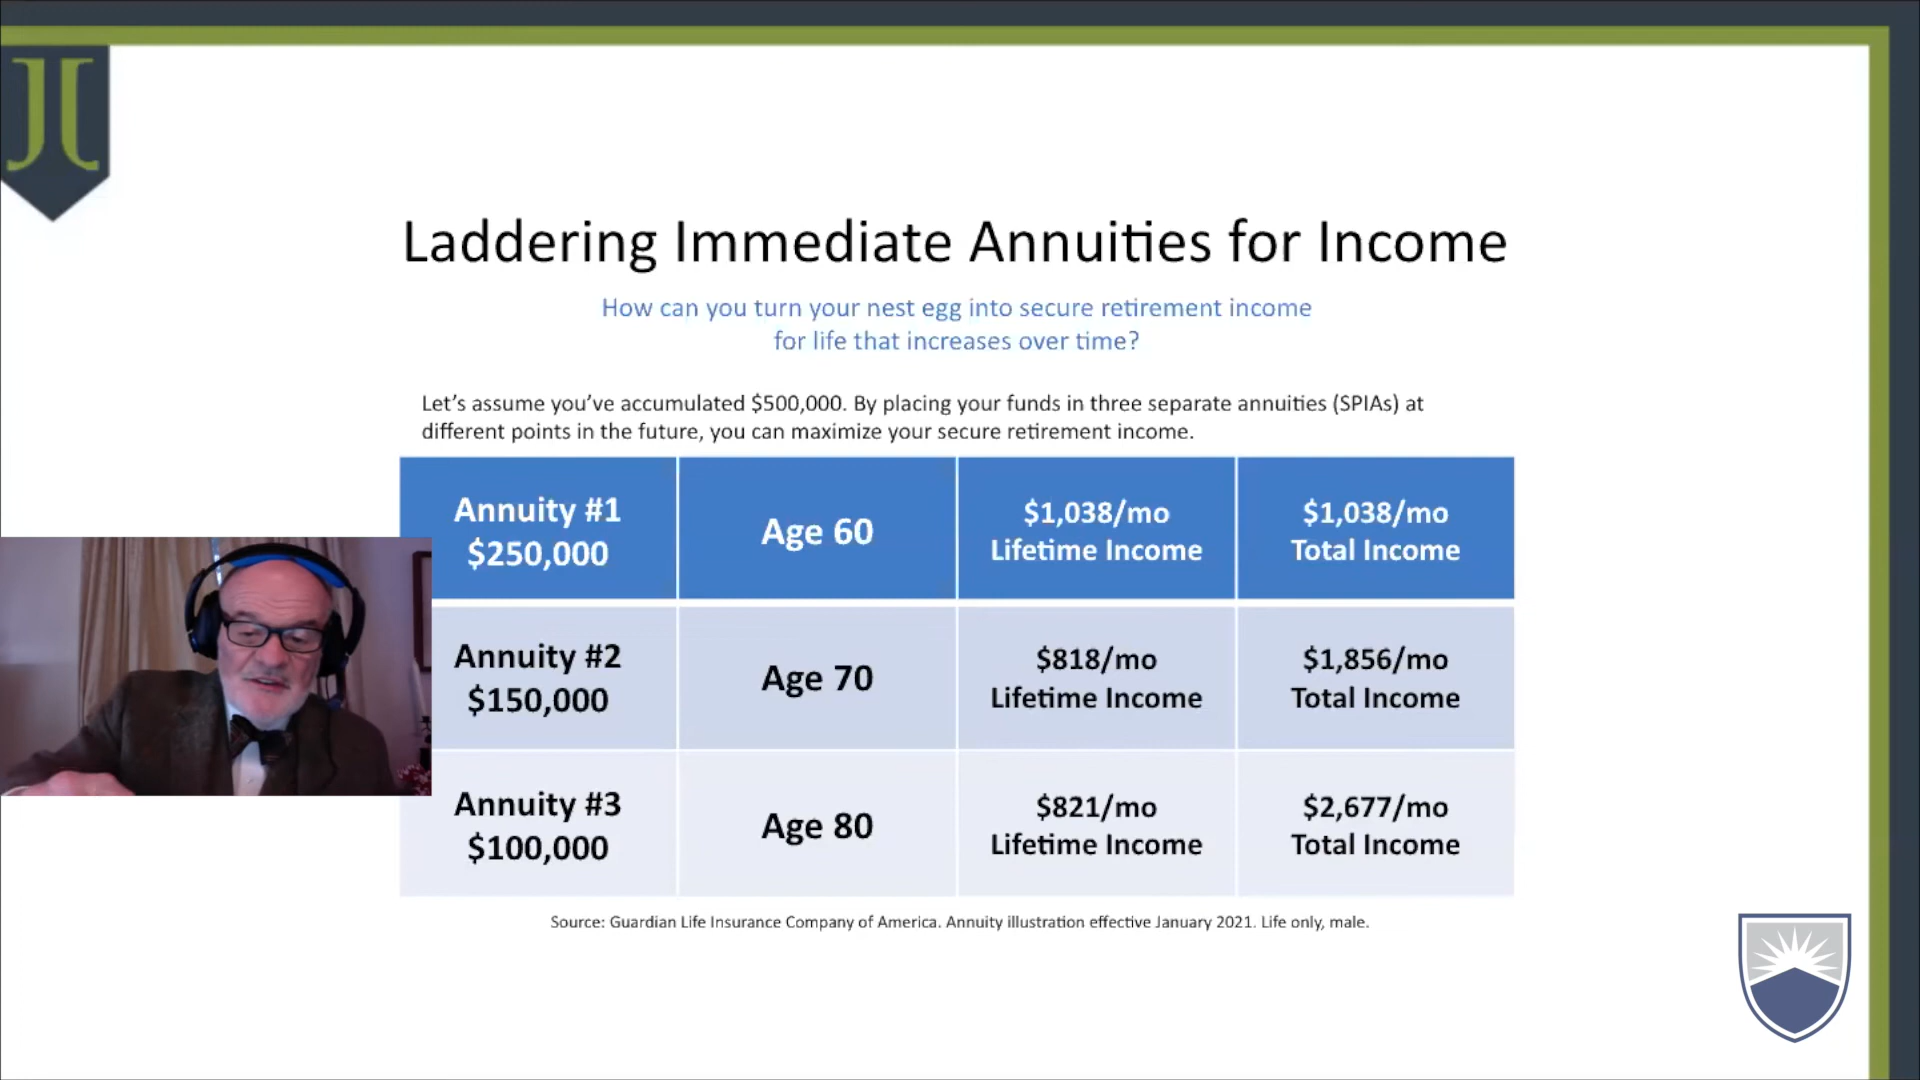 Laddering Immediate Annuities for Income
How can you turn your nest egg into secure retirement income
for life that increases over time?
Let's assume you've accumulated $500,000. By placing your funds in three separate annuities (SPIAs) at
different points in the future, you can maximize your secure retirement income.
Annuity #1
$250,000
Age 60
$1,038/mo
Lifetime Income
$1,038/mo
Total Income
Annuity #2
$150,000
Age 70
$818/mo
Lifetime Income
$1,856/mo
Total Income
Annuity #3
$100,000
Age 80
$821/mo
Lifetime Income
$2,677/mo
Total Income
Source: Guardian Life Insurance Company of America. Annuity illustration effective January 2021. Life only, male.